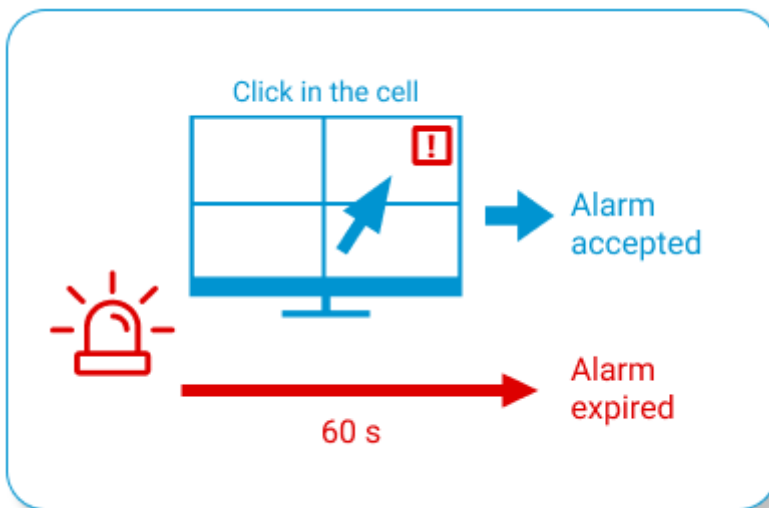 Click in the cell
!
Alarm
accepted
Alarm
expired
60 s